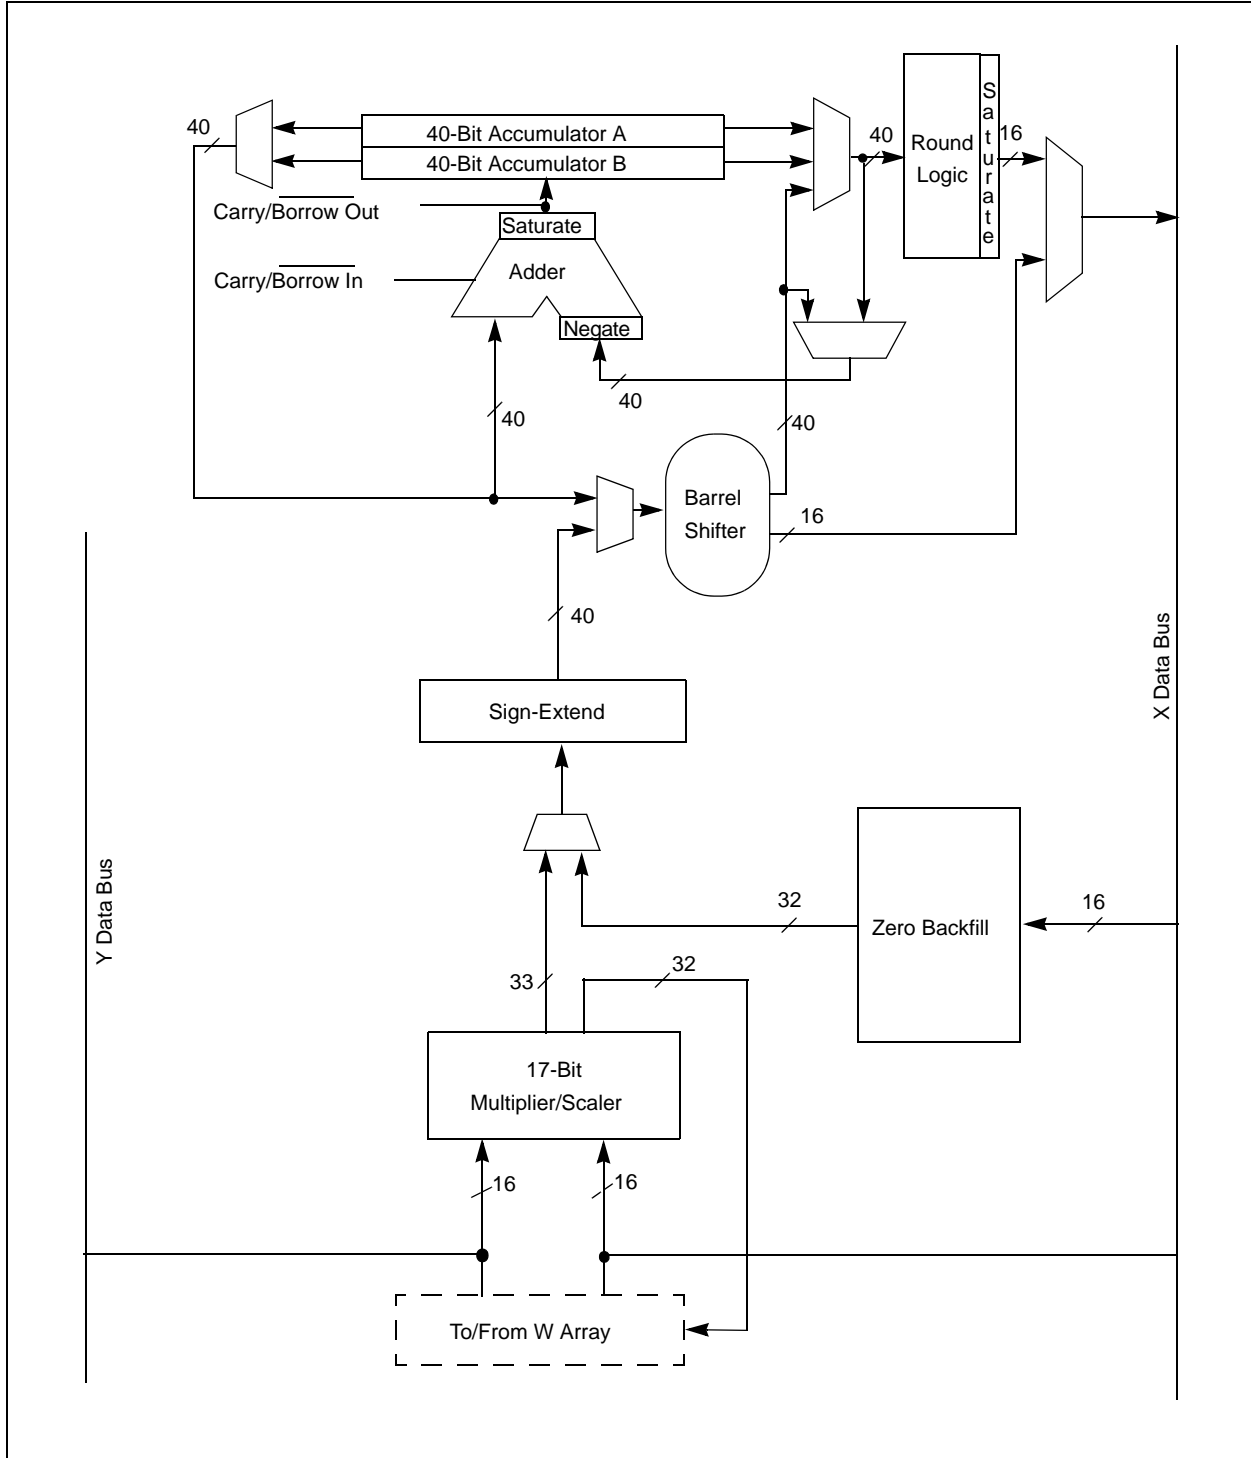 40
40-Bit Accumulator A
40-Bit Accumulator B
Carry/Borrow Out
Saturate
Carry/Borrow In
Adder
Negate
40
40
40
Round
Logic
Saturate
16
40
Barrel
Shifter
16
40
Sign-Extend
X Data Bus
Y Data Bus
33
32
32
Zero Backfill
16
17-Bit
Multiplier/Scaler
16
16
To/From W Array